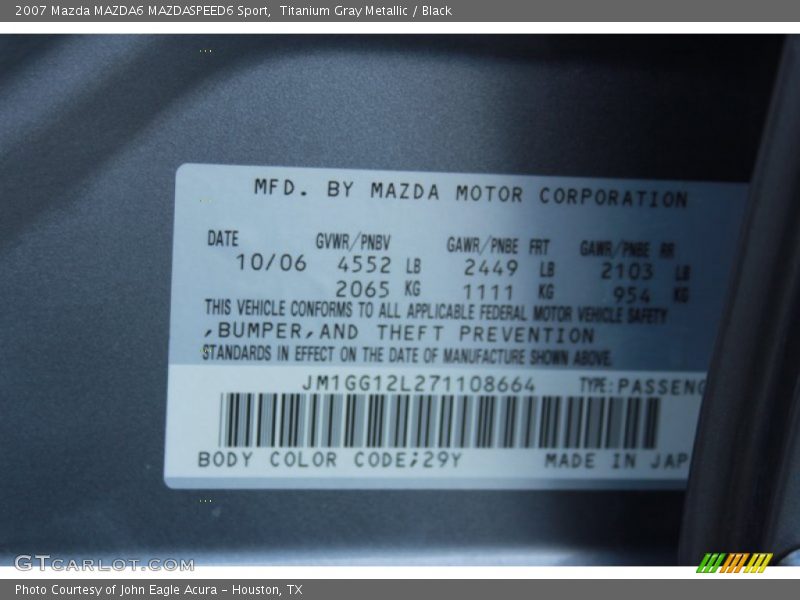 2007 Mazda MAZDA6 MAZDASPEED6 Sport, Titanium Gray Metallic / Black
MFD. BY MAZDA MOTOR CORPORATION
DATE GVWR/PNBV GAWR/PNBE FRT GAWR/PNBE RR
10/06 4552 LB 2449 LB 2103 LB
2065 KG 1111 KG 954 KG
THIS VEHICLE CONFORMS TO ALL APPLICABLE FEDERAL MOTOR VEHICLE SAFETY
,BUMPER,AND THEFT PREVENTION
STANDARDS IN EFFECT ON THE DATE OF MANUFACTURE SHOWN ABOVE.
JM1GG12L271108664 TYPE:PASSENG
BODY COLOR CODE;29Y MADE IN JAP
GTCARLOT.COM
Photo Courtesy of John Eagle Acura – Houston, TX